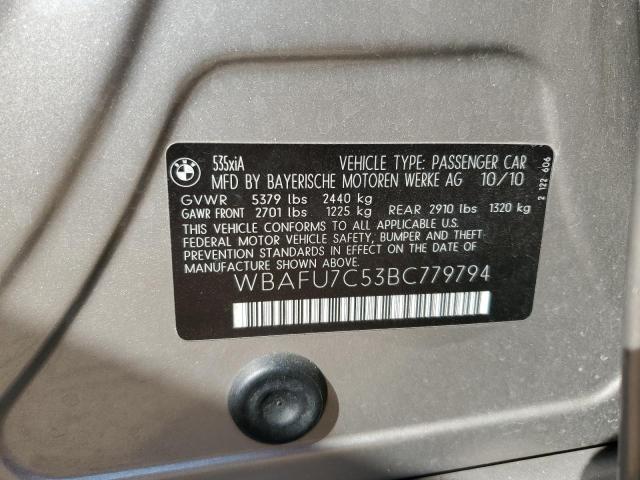 535xiA VEHICLE TYPE: PASSENGER CAR
MFD BY BAYERISCHE MOTOREN WERKE AG 10/10
GVWR 5379 lbs 2440 kg
GAWR FRONT 2701 lbs 1225 kg REAR 2910 lbs 1320 kg
THIS VEHICLE CONFORMS TO ALL APPLICABLE U.S.
FEDERAL MOTOR VEHICLE SAFETY, BUMPER AND THEFT
PREVENTION STANDARDS IN EFFECT ON THE DATE OF
MANUFACTURE SHOWN ABOVE.
WBAFU7C53BC779794
2 122 606